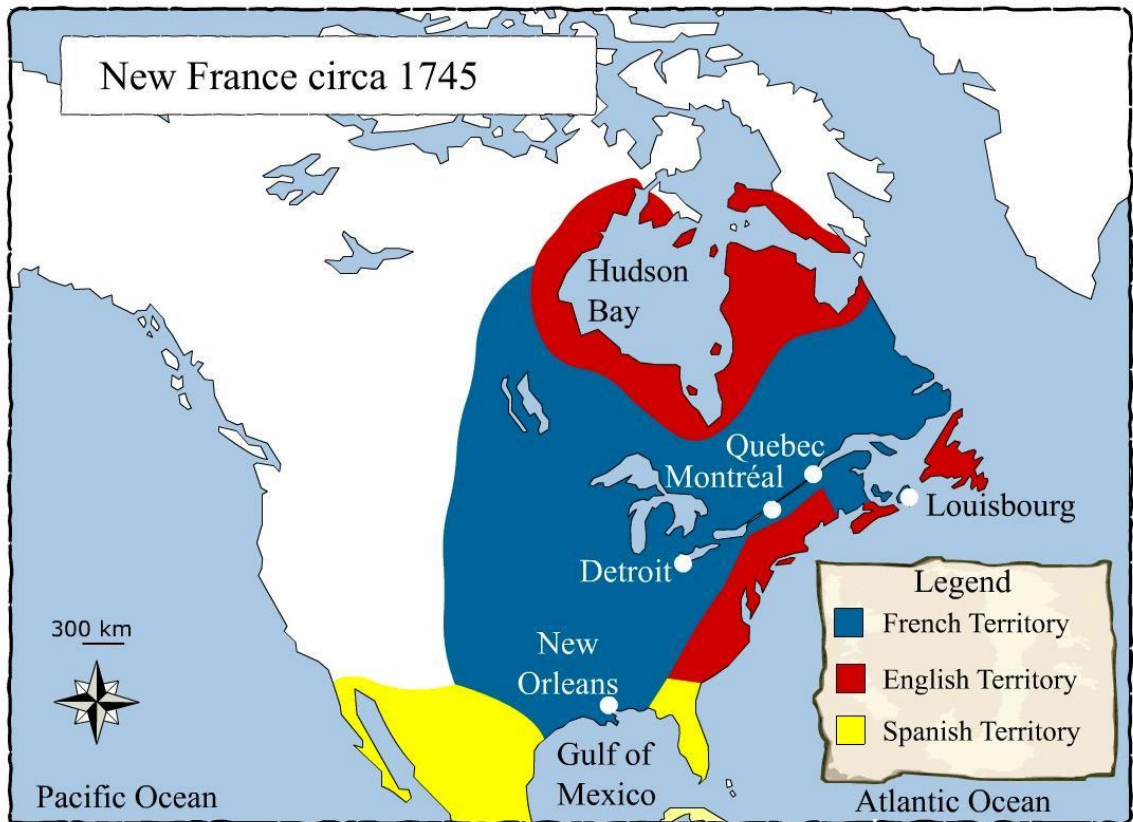 New France circa 1745
Hudson
Bay
Quebec
Montréal
Louisbourg
Detroit
Legend
French Territory
English Territory
Spanish Territory
300 km
New
Orleans
Gulf of
Mexico
Pacific Ocean
Atlantic Ocean